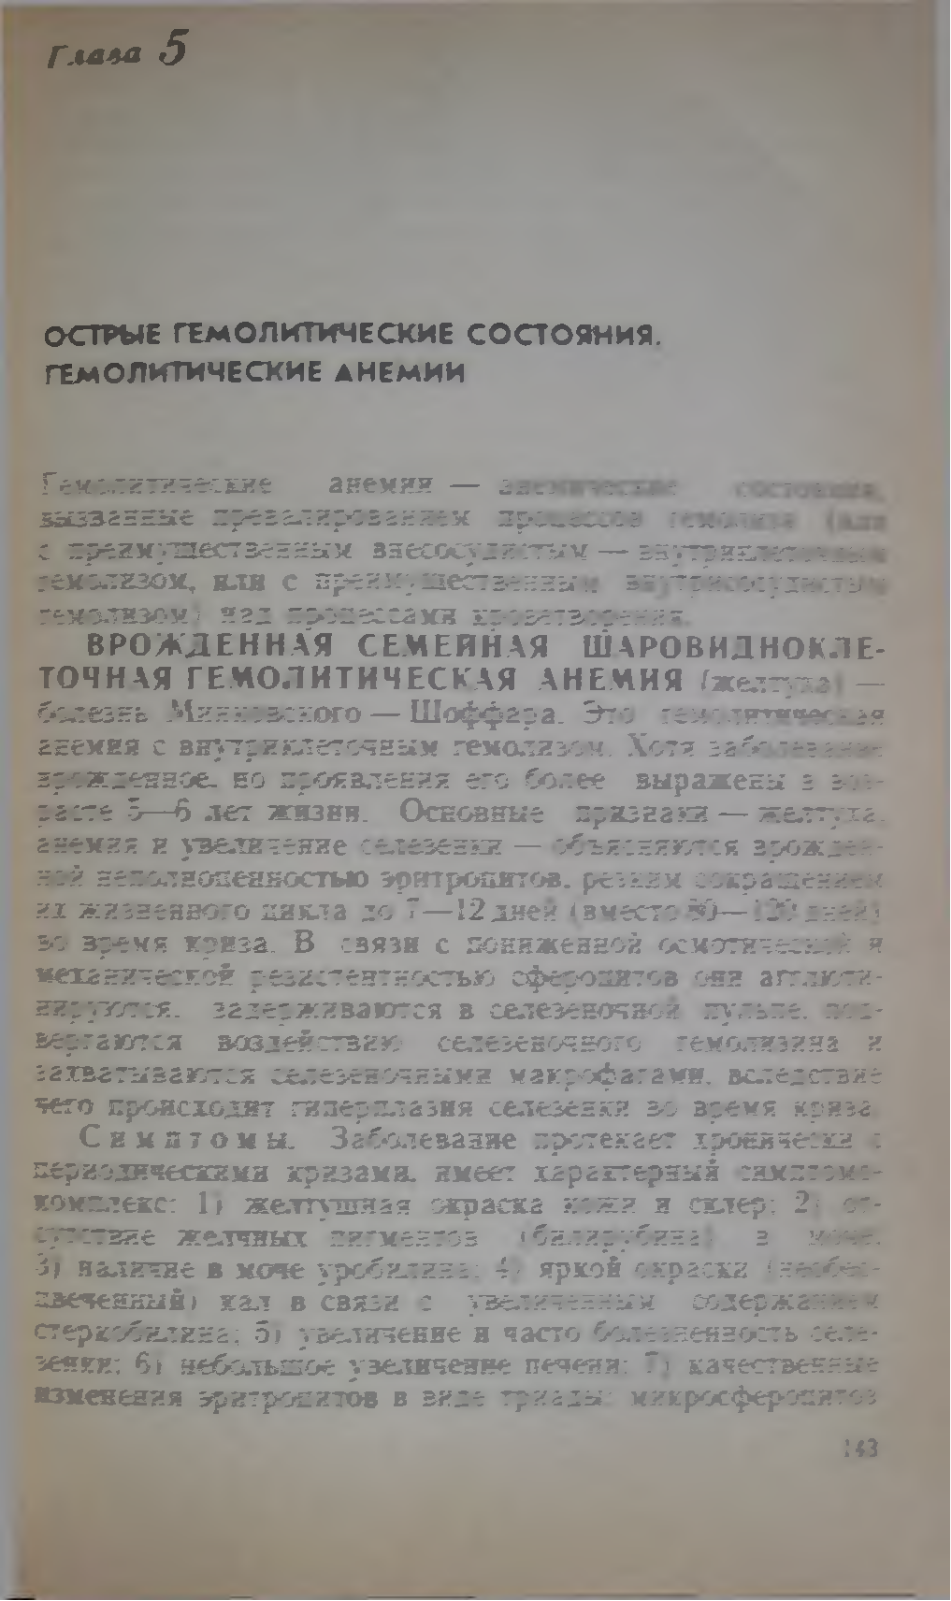 Глава 5
ОСТРЫЕ ГЕМОЛИТИЧЕСКИЕ СОСТОЯНИЯ.
ГЕМОЛИТИЧЕСКИЕ АНЕМИИ
Гемолитические анемии — анемические состояния,
вызванные превалированием процессов гемолиза (или
с преимущественным внесосудистым — внутриклеточным
гемолизом, или с преимущественным внутрисосудистым
гемолизом) над процессами кроветворения.
ВРОЖДЕННАЯ СЕМЕЙНАЯ ШАРОВИДНОКЛЕ-
ТОЧНАЯ ГЕМОЛИТИЧЕСКАЯ АНЕМИЯ (желтуха) —
болезнь Минковского — Шоффара. Это гемолитическая
анемия с внутриклеточным гемолизом. Хотя заболевание
врожденное, но проявления его более выражены в воз-
расте 5—6 лет жизни. Основные признаки — желтуха,
анемия и увеличение селезенки — объясняются врожден-
ной неполноценностью эритроцитов, резким сокращением
их жизненного цикла до 7—12 дней (вместо 80—120 дней)
во время криза. В связи с пониженной осмотической и
механической резистентностью сфероцитов они агглюти-
нируются, задерживаются в селезеночной пульпе, под-
вергаются воздействию селезеночного гемолизина и
захватываются селезеночными макрофагами, вследствие
чего происходит гиперплазия селезенки во время криза.
Симптомы. Заболевание протекает хронически с
периодическими кризами, имеет характерный симптомо-
комплекс: 1) желтушная окраска кожи и склер; 2) от-
сутствие желчных пигментов (билирубина) в моче;
3) наличие в моче уробилина; 4) яркой окраски (необес-
цвеченный) кал в связи с увеличенным содержанием
стеркобилина; 5) увеличение и часто болезненность селе-
зенки; 6) небольшое увеличение печени; 7) качественные
изменения эритроцитов в виде триады: микросфероцитоз
143